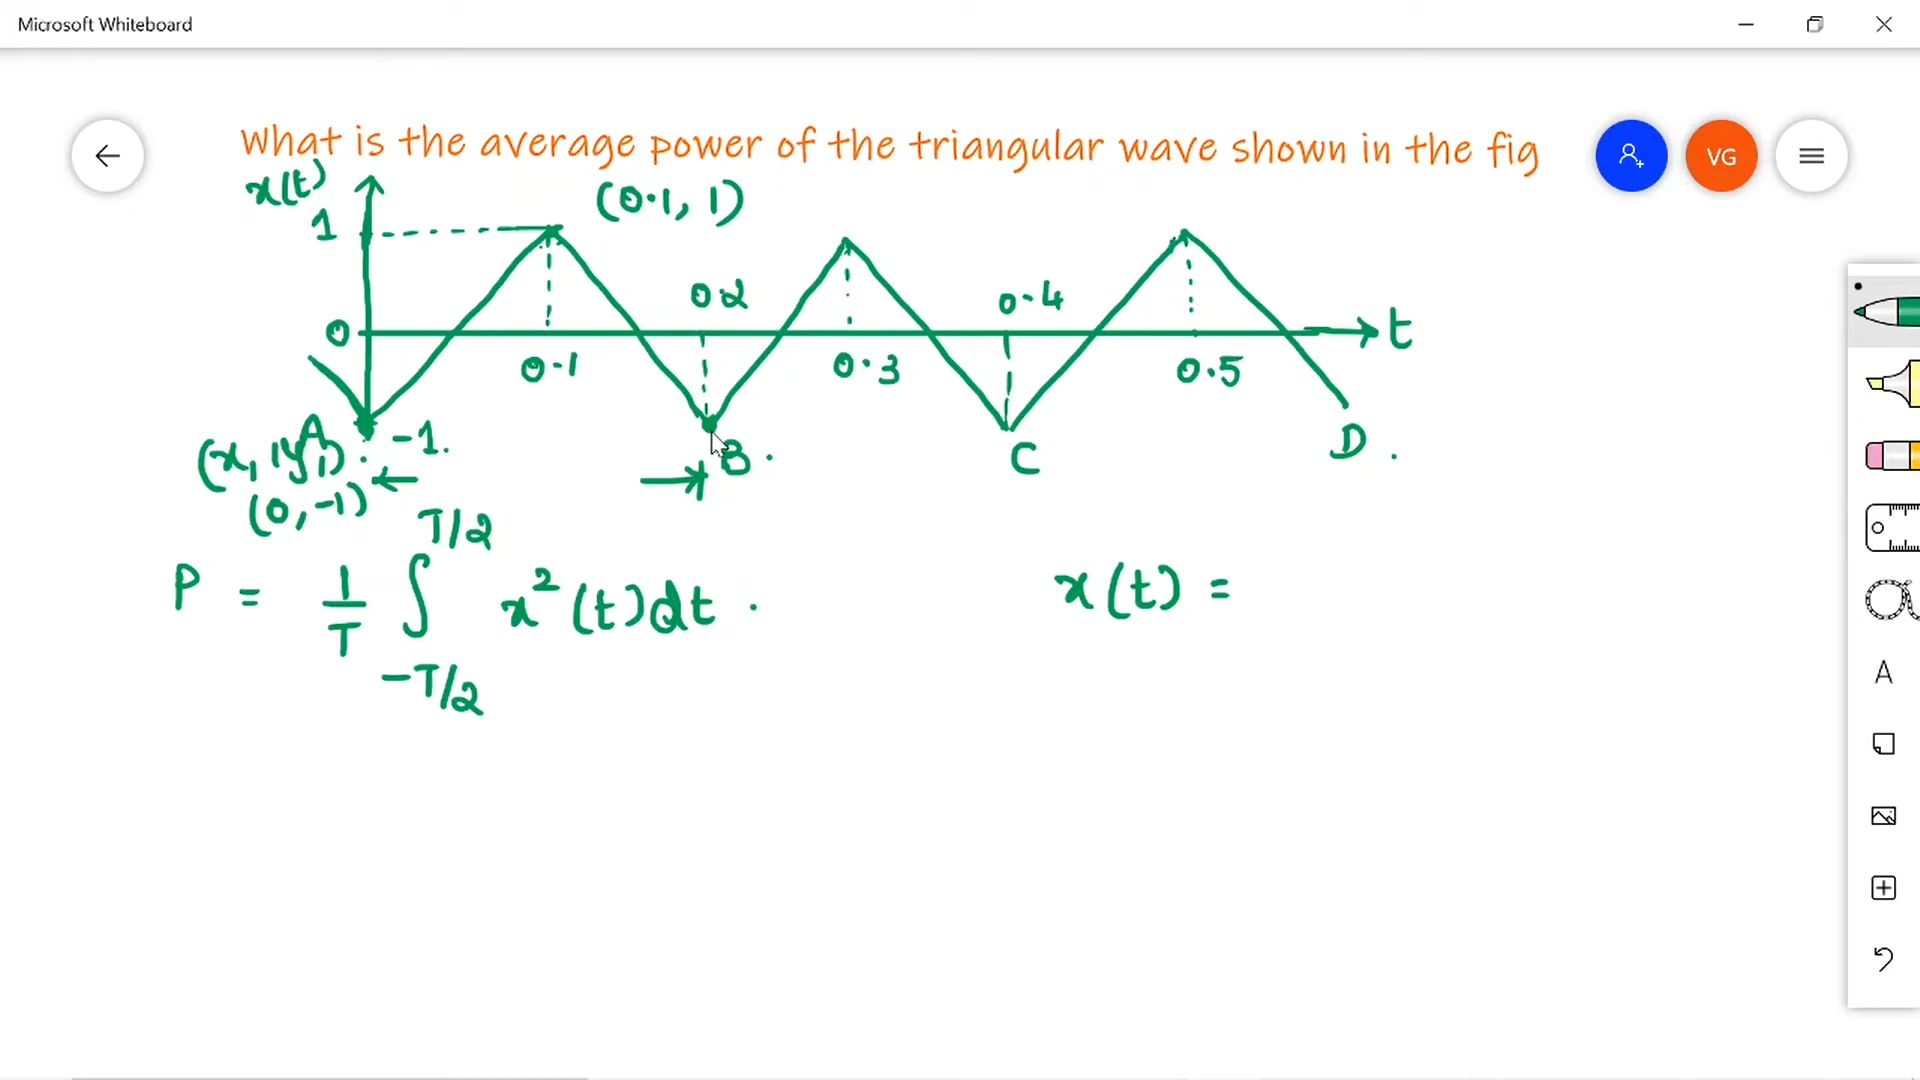 Microsoft Whiteboard
What is the average power of the triangular wave shown in the fig
VG
x(t)
(0.1, 1)
1
0.2
0.4
0
t
0.1
0.3
0.5
A
-1.
(x1, y1)
B.
C
D.
(0, -1)
P = 1/T ∫ x²(t)dt.
T/2
-T/2
x(t) =
A